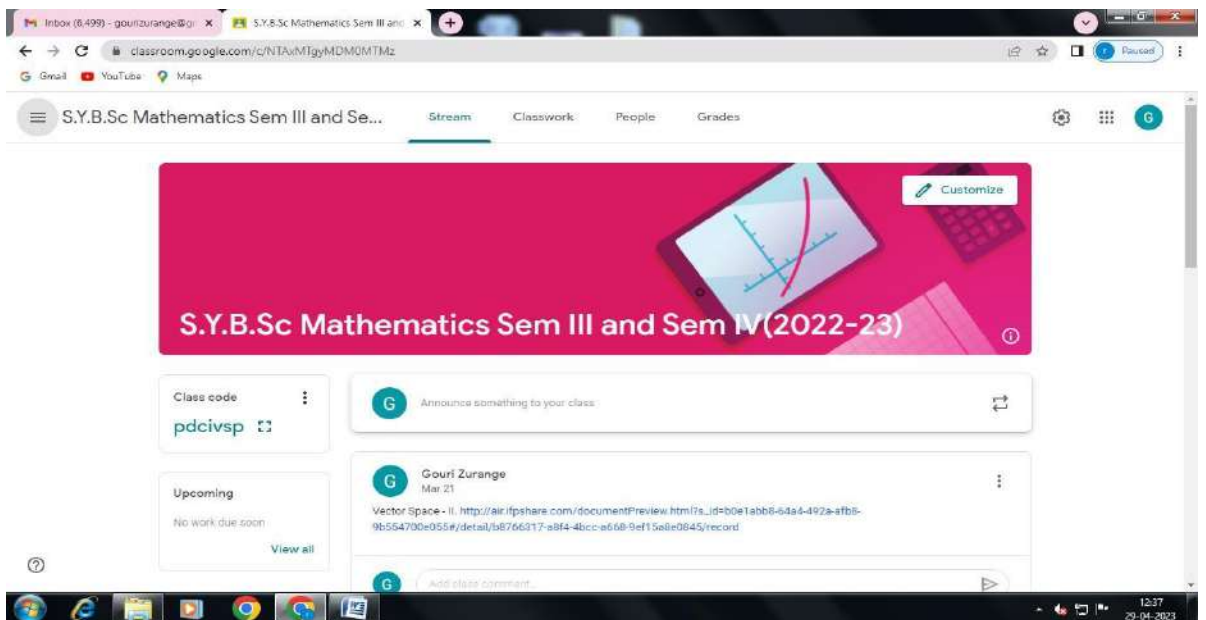 Inbox (6,499) - gourizurange@g
S.Y.B.Sc Mathematics Sem III and
classroom.google.com/c/NTAxMTgyMDM0MTMz
Paused
Gmail
YouTube
Maps
S.Y.B.Sc Mathematics Sem III and Se...
Stream
Classwork
People
Grades
G
Customize
S.Y.B.Sc Mathematics Sem III and Sem IV(2022-23)
Class code
pdcivsp
G
Announce something to your class
Upcoming
No work due soon
View all
G
Gouri Zurange
Mar 21
Vector Space - II. http://air.ifpshare.com/documentPreview.html?s_id=b0e1abb8-64a4-492a-afb8-
9b554700e055#/detail/b8766317-a8f4-4bcc-a668-9ef15a8e0845/record
G
Add class comment...
12:37
29-04-2023